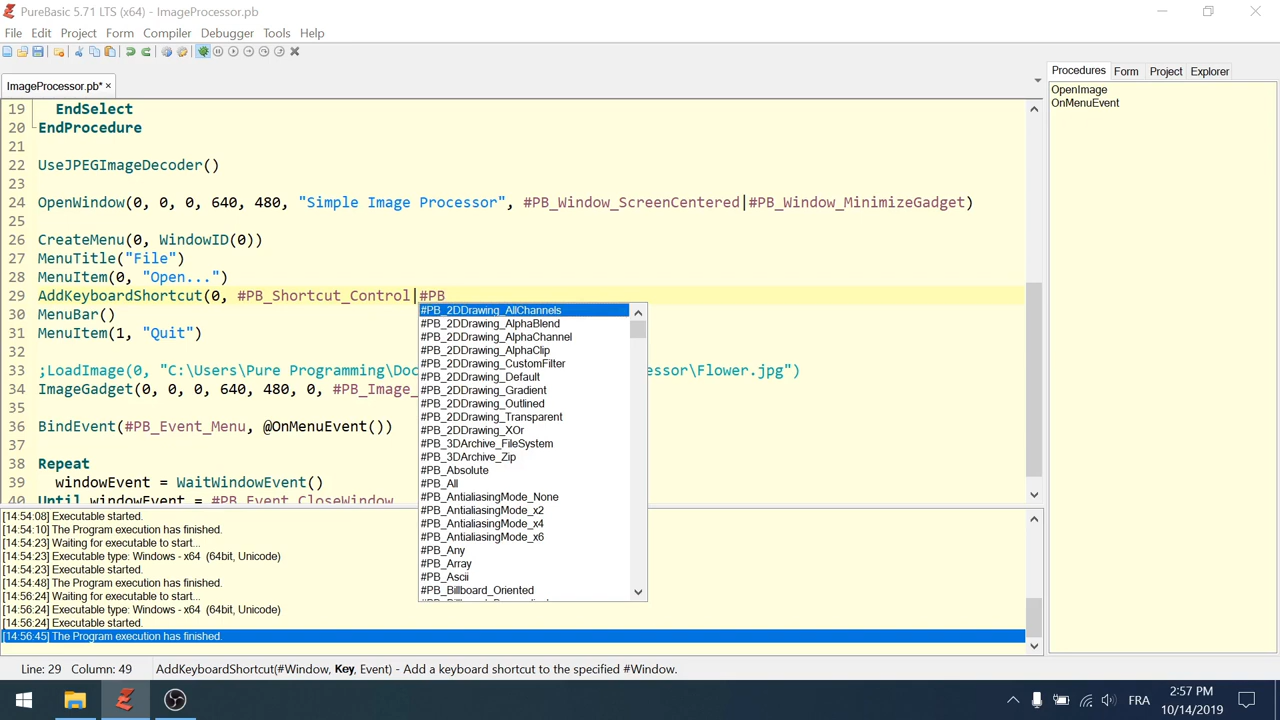 PureBasic 5.71 LTS (x64) - ImageProcessor.pb
File Edit Project Form Compiler Debugger Tools Help
ImageProcessor.pb*
Procedures Form Project Explorer
OpenImage
OnMenuEvent
19 EndSelect
20 EndProcedure
21
22 UseJPEGImageDecoder()
23
24 OpenWindow(0, 0, 0, 640, 480, "Simple Image Processor", #PB_Window_ScreenCentered|#PB_Window_MinimizeGadget)
25
26 CreateMenu(0, WindowID(0))
27 MenuTitle("File")
28 MenuItem(0, "Open...")
29 AddKeyboardShortcut(0, #PB_Shortcut_Control|#PB
30 MenuBar()
31 MenuItem(1, "Quit")
32
33 ;LoadImage(0, "C:\Users\Pure Programming\Doc essor\Flower.jpg")
34 ImageGadget(0, 0, 0, 640, 480, 0, #PB_Image_
35
36 BindEvent(#PB_Event_Menu, @OnMenuEvent())
37
38 Repeat
39 windowEvent = WaitWindowEvent()
40 Until windowEvent = #PB_Event_CloseWindow
#PB_2DDrawing_AllChannels
#PB_2DDrawing_AlphaBlend
#PB_2DDrawing_AlphaChannel
#PB_2DDrawing_AlphaClip
#PB_2DDrawing_CustomFilter
#PB_2DDrawing_Default
#PB_2DDrawing_Gradient
#PB_2DDrawing_Outlined
#PB_2DDrawing_Transparent
#PB_2DDrawing_XOr
#PB_3DArchive_FileSystem
#PB_3DArchive_Zip
#PB_Absolute
#PB_All
#PB_AntialiasingMode_None
#PB_AntialiasingMode_x2
#PB_AntialiasingMode_x4
#PB_AntialiasingMode_x6
#PB_Any
#PB_Array
#PB_Ascii
#PB_Billboard_Oriented
[14:54:08] Executable started.
[14:54:10] The Program execution has finished.
[14:54:23] Waiting for executable to start...
[14:54:23] Executable type: Windows - x64 (64bit, Unicode)
[14:54:23] Executable started.
[14:54:48] The Program execution has finished.
[14:56:24] Waiting for executable to start...
[14:56:24] Executable type: Windows - x64 (64bit, Unicode)
[14:56:24] Executable started.
[14:56:45] The Program execution has finished.
Line: 29 Column: 49 AddKeyboardShortcut(#Window, Key, Event) - Add a keyboard shortcut to the specified #Window.
FRA
2:57 PM
10/14/2019